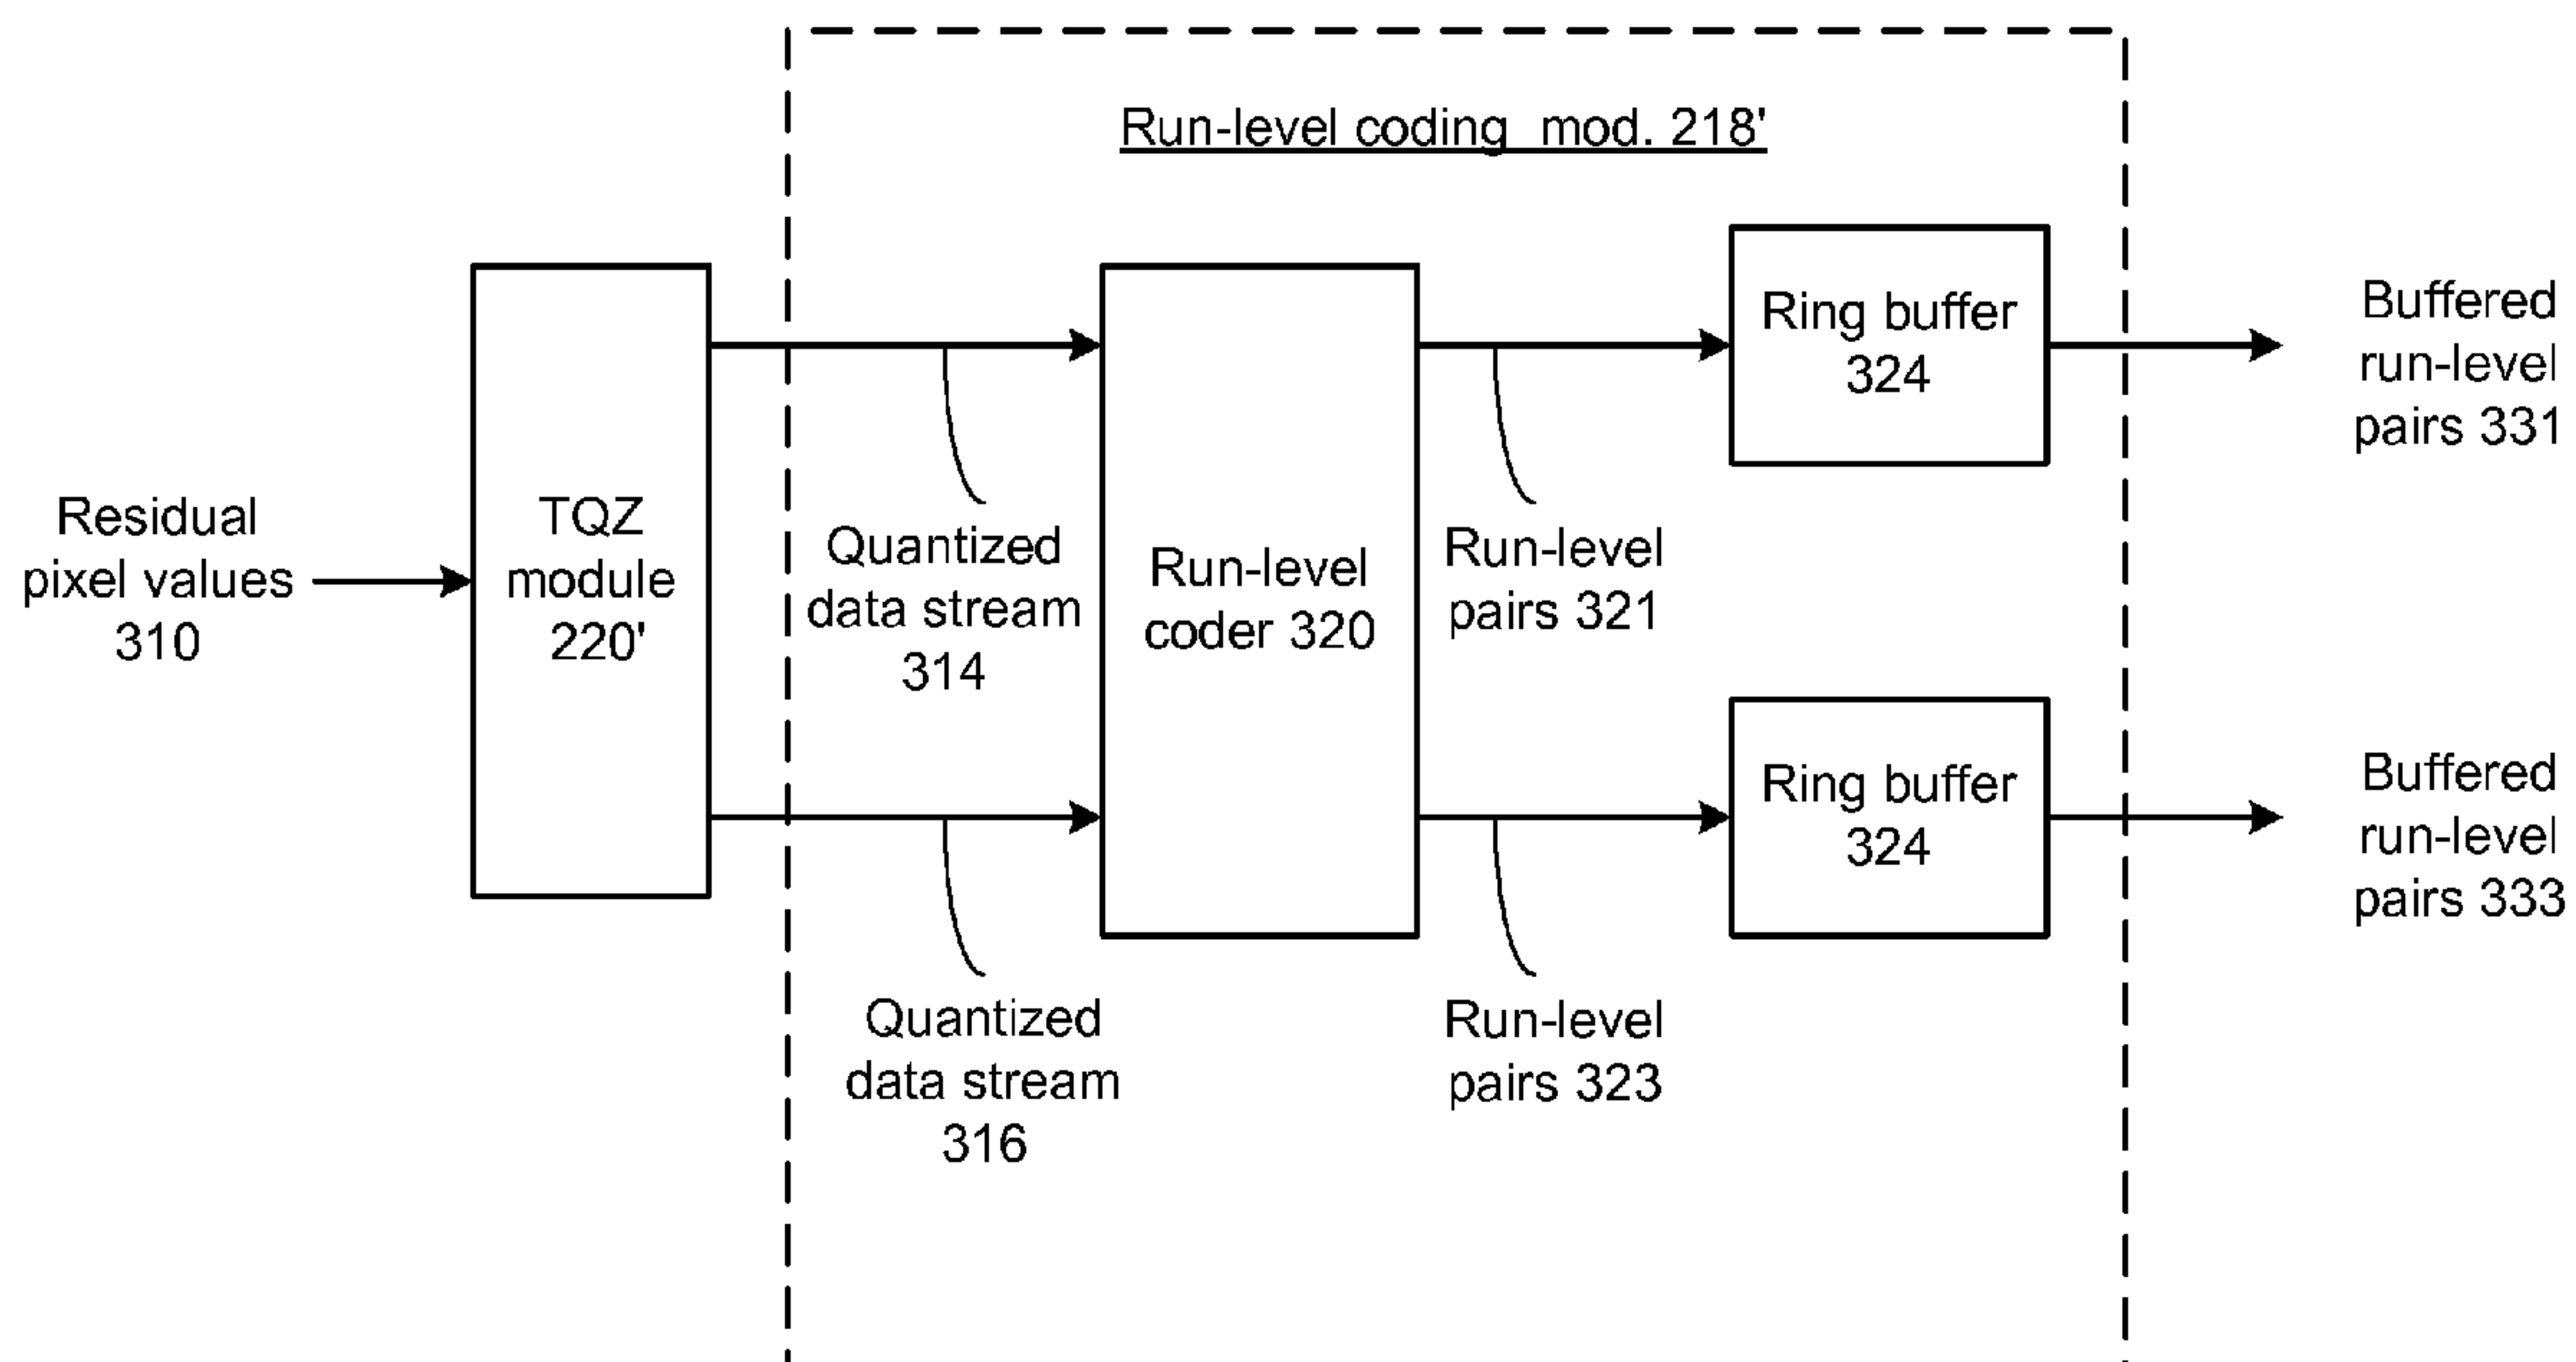 Run-level coding  mod. 218'
Residual
pixel values
310
TQZ
module
220'
Quantized
data stream
314
Quantized
data stream
316
Run-level
coder 320
Run-level
pairs 321
Run-level
pairs 323
Ring buffer
324
Ring buffer
324
Buffered
run-level
pairs 331
Buffered
run-level
pairs 333